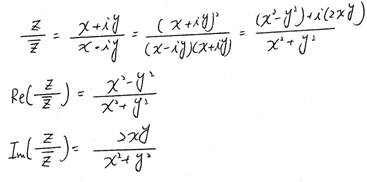 z/z̄ = (x+iy)/(x-iy) = (x+iy)²/((x-iy)(x+iy)) = ((x²-y²)+i(2xy))/(x²+y²)
Re(z/z̄) = (x²-y²)/(x²+y²)
Im(z/z̄) = 2xy/(x²+y²)